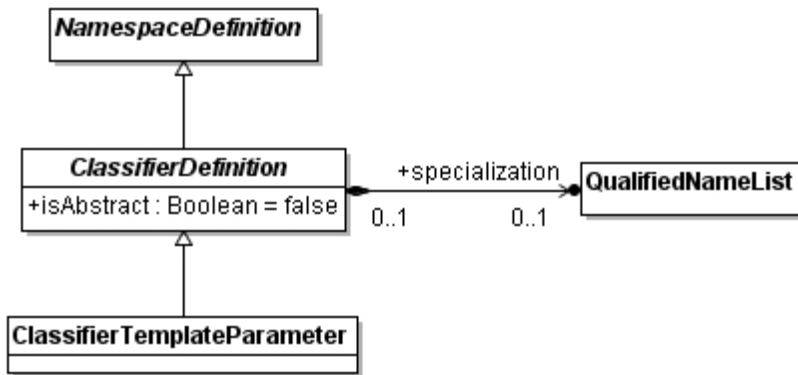 NamespaceDefinition
ClassifierDefinition
+isAbstract : Boolean = false
+specialization
0..1
0..1
QualifiedNameList
ClassifierTemplateParameter